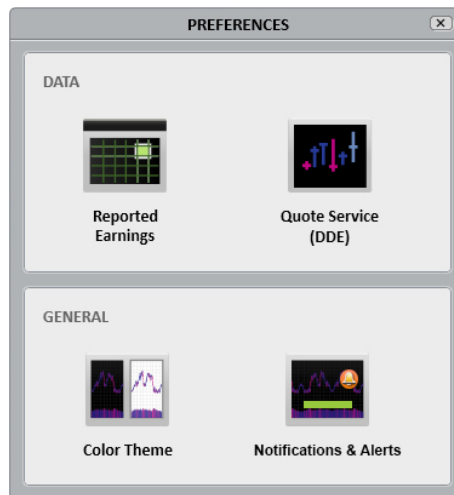 PREFERENCES
DATA
Reported
Earnings
Quote Service
(DDE)
GENERAL
Color Theme
Notifications & Alerts